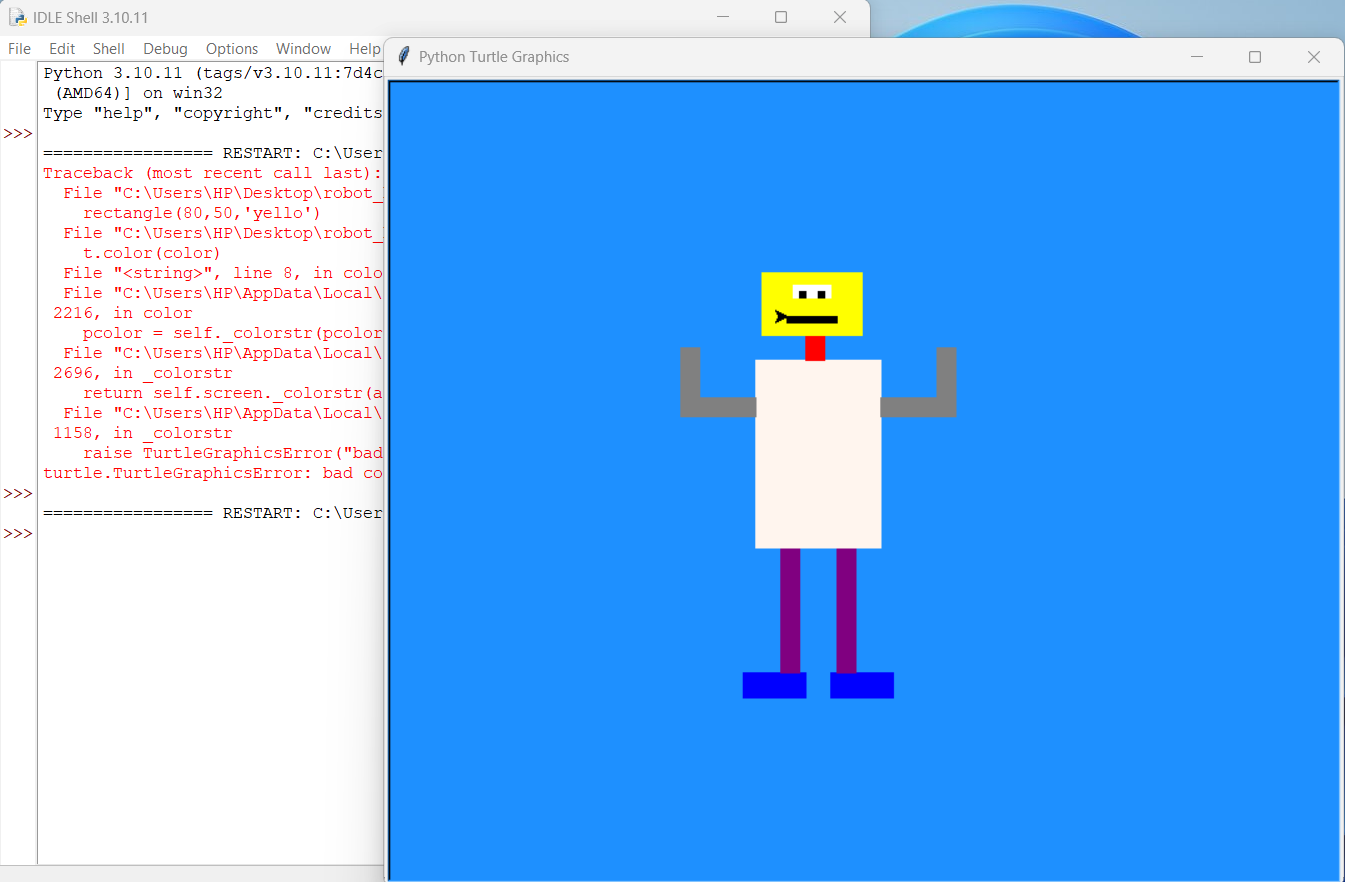 IDLE Shell 3.10.11
File Edit Shell Debug Options Window Help
Python 3.10.11 (tags/v3.10.11:7d4c
(AMD64)] on win32
Type "help", "copyright", "credits
>>>
================= RESTART: C:\User
Traceback (most recent call last):
File "C:\Users\HP\Desktop\robot_
rectangle(80,50,'yello')
File "C:\Users\HP\Desktop\robot_
t.color(color)
File "<string>", line 8, in colo
File "C:\Users\HP\AppData\Local\
2216, in color
pcolor = self._colorstr(pcolor
File "C:\Users\HP\AppData\Local\
2696, in _colorstr
return self.screen._colorstr(a
File "C:\Users\HP\AppData\Local\
1158, in _colorstr
raise TurtleGraphicsError("bad
turtle.TurtleGraphicsError: bad co
>>>
================= RESTART: C:\User
>>>
Python Turtle Graphics